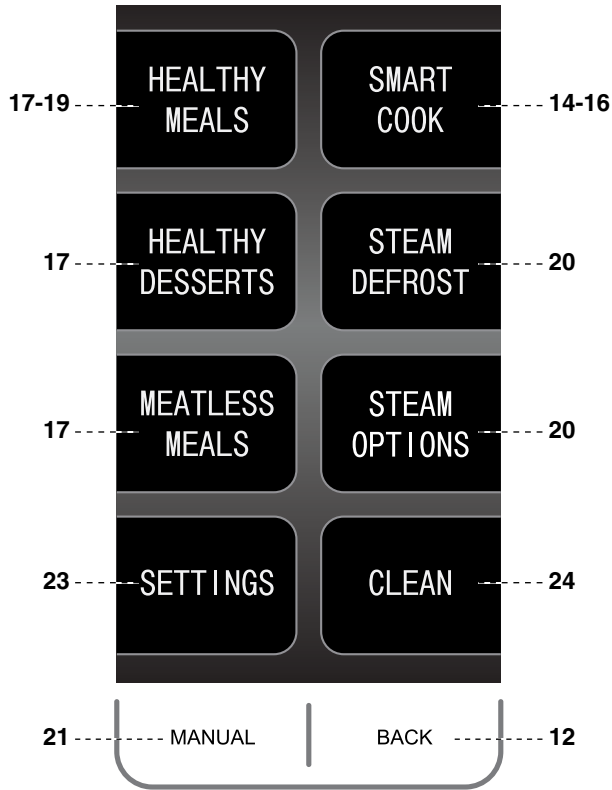 17-19
HEALTHY
MEALS
SMART
COOK
14-16
17
HEALTHY
DESSERTS
STEAM
DEFROST
20
17
MEATLESS
MEALS
STEAM
OPTIONS
20
23
SETTINGS
CLEAN
24
21
MANUAL
BACK
12